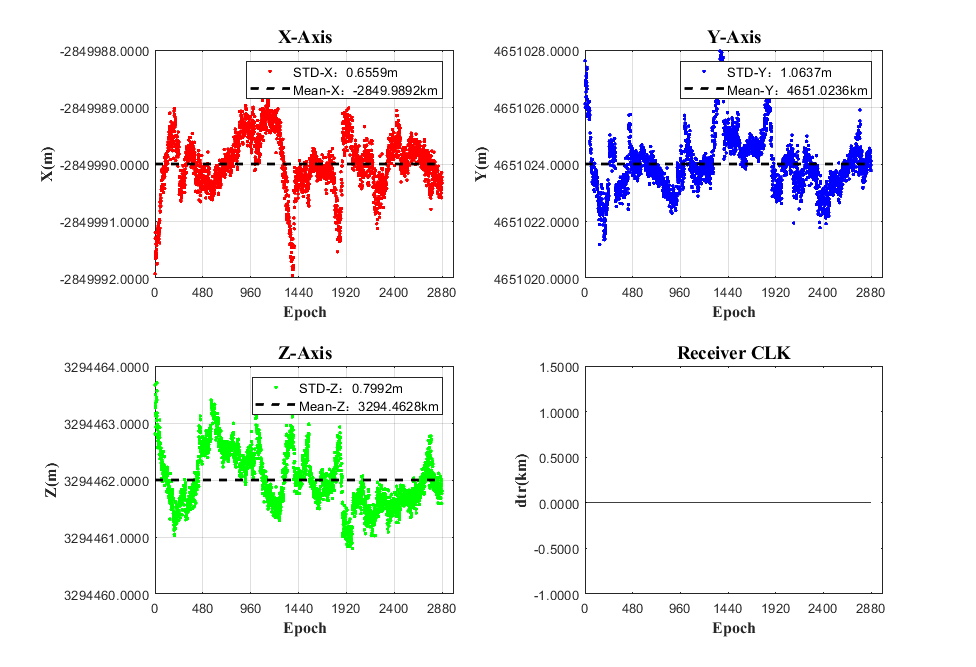 X-Axis
-2849988.0000
-2849989.0000
-2849990.0000
-2849991.0000
-2849992.0000
X(m)
STD-X：0.6559m
Mean-X：-2849.9892km
0 480 960 1440 1920 2400 2880
Epoch
Y-Axis
4651028.0000
4651026.0000
4651024.0000
4651022.0000
4651020.0000
Y(m)
STD-Y：1.0637m
Mean-Y：4651.0236km
0 480 960 1440 1920 2400 2880
Epoch
Z-Axis
3294464.0000
3294463.0000
3294462.0000
3294461.0000
3294460.0000
Z(m)
STD-Z：0.7992m
Mean-Z：3294.4628km
0 480 960 1440 1920 2400 2880
Epoch
Receiver CLK
1.5000
1.0000
0.5000
0.0000
-0.5000
-1.0000
dtr(km)
0 480 960 1440 1920 2400 2880
Epoch